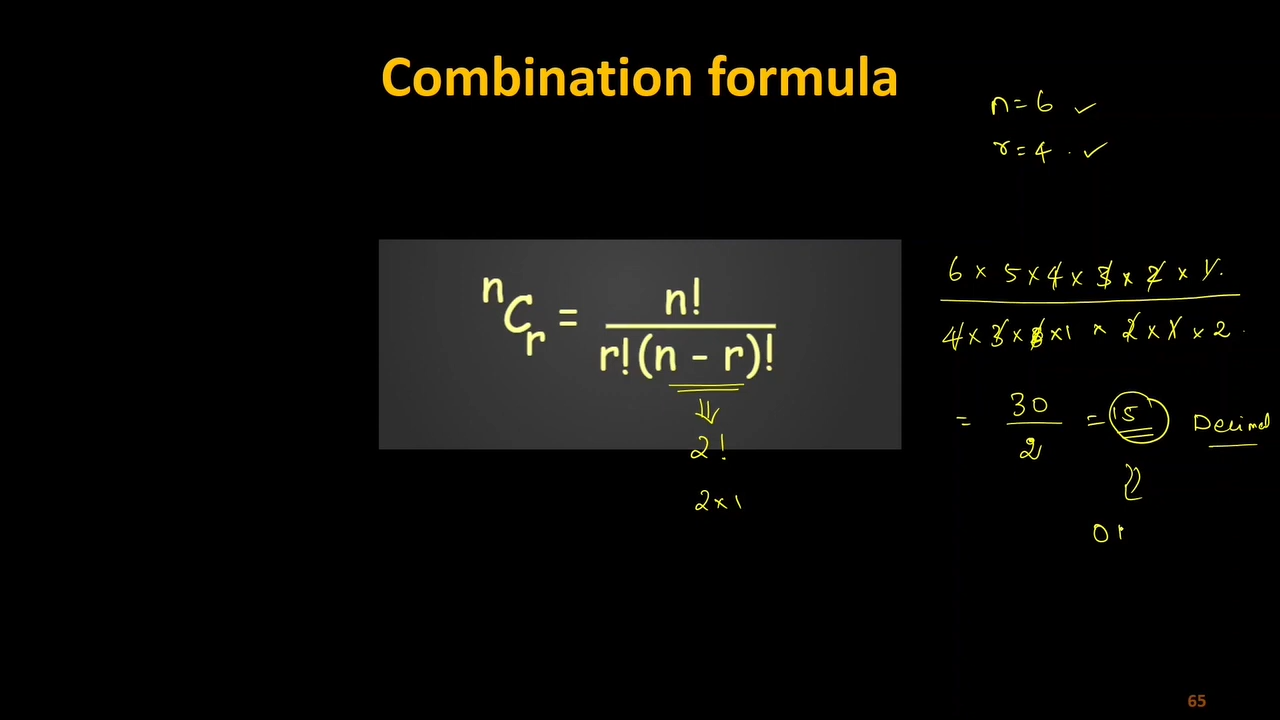 Combination formula
n = 6 ✓
r = 4 . ✓
ⁿCᵣ = n! / r!(n - r)!
⇓
2!
2 x 1
6 x 5 x 4 x 3 x 2 x 1.
4 x 3 x 2 x 1 x 2 x 1 x 2 .
= 30 / 2 = 15 Decimal
⇓
01
65